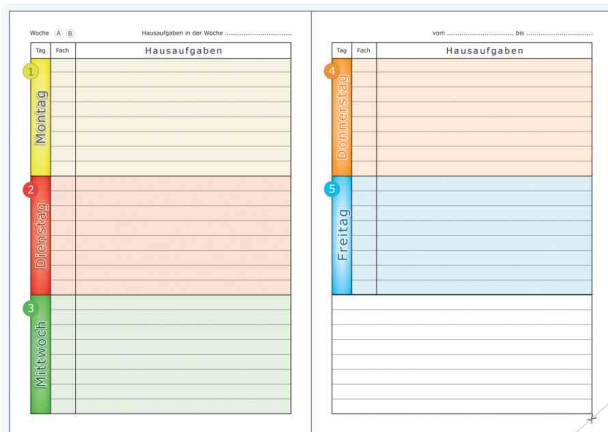 Woche A B Hausaufgaben in der Woche ................................
Tag Fach Hausaufgaben
1
Montag
2
Dienstag
3
Mittwoch
vom ................................ bis ................................
Tag Fach Hausaufgaben
4
Donnerstag
5
Freitag